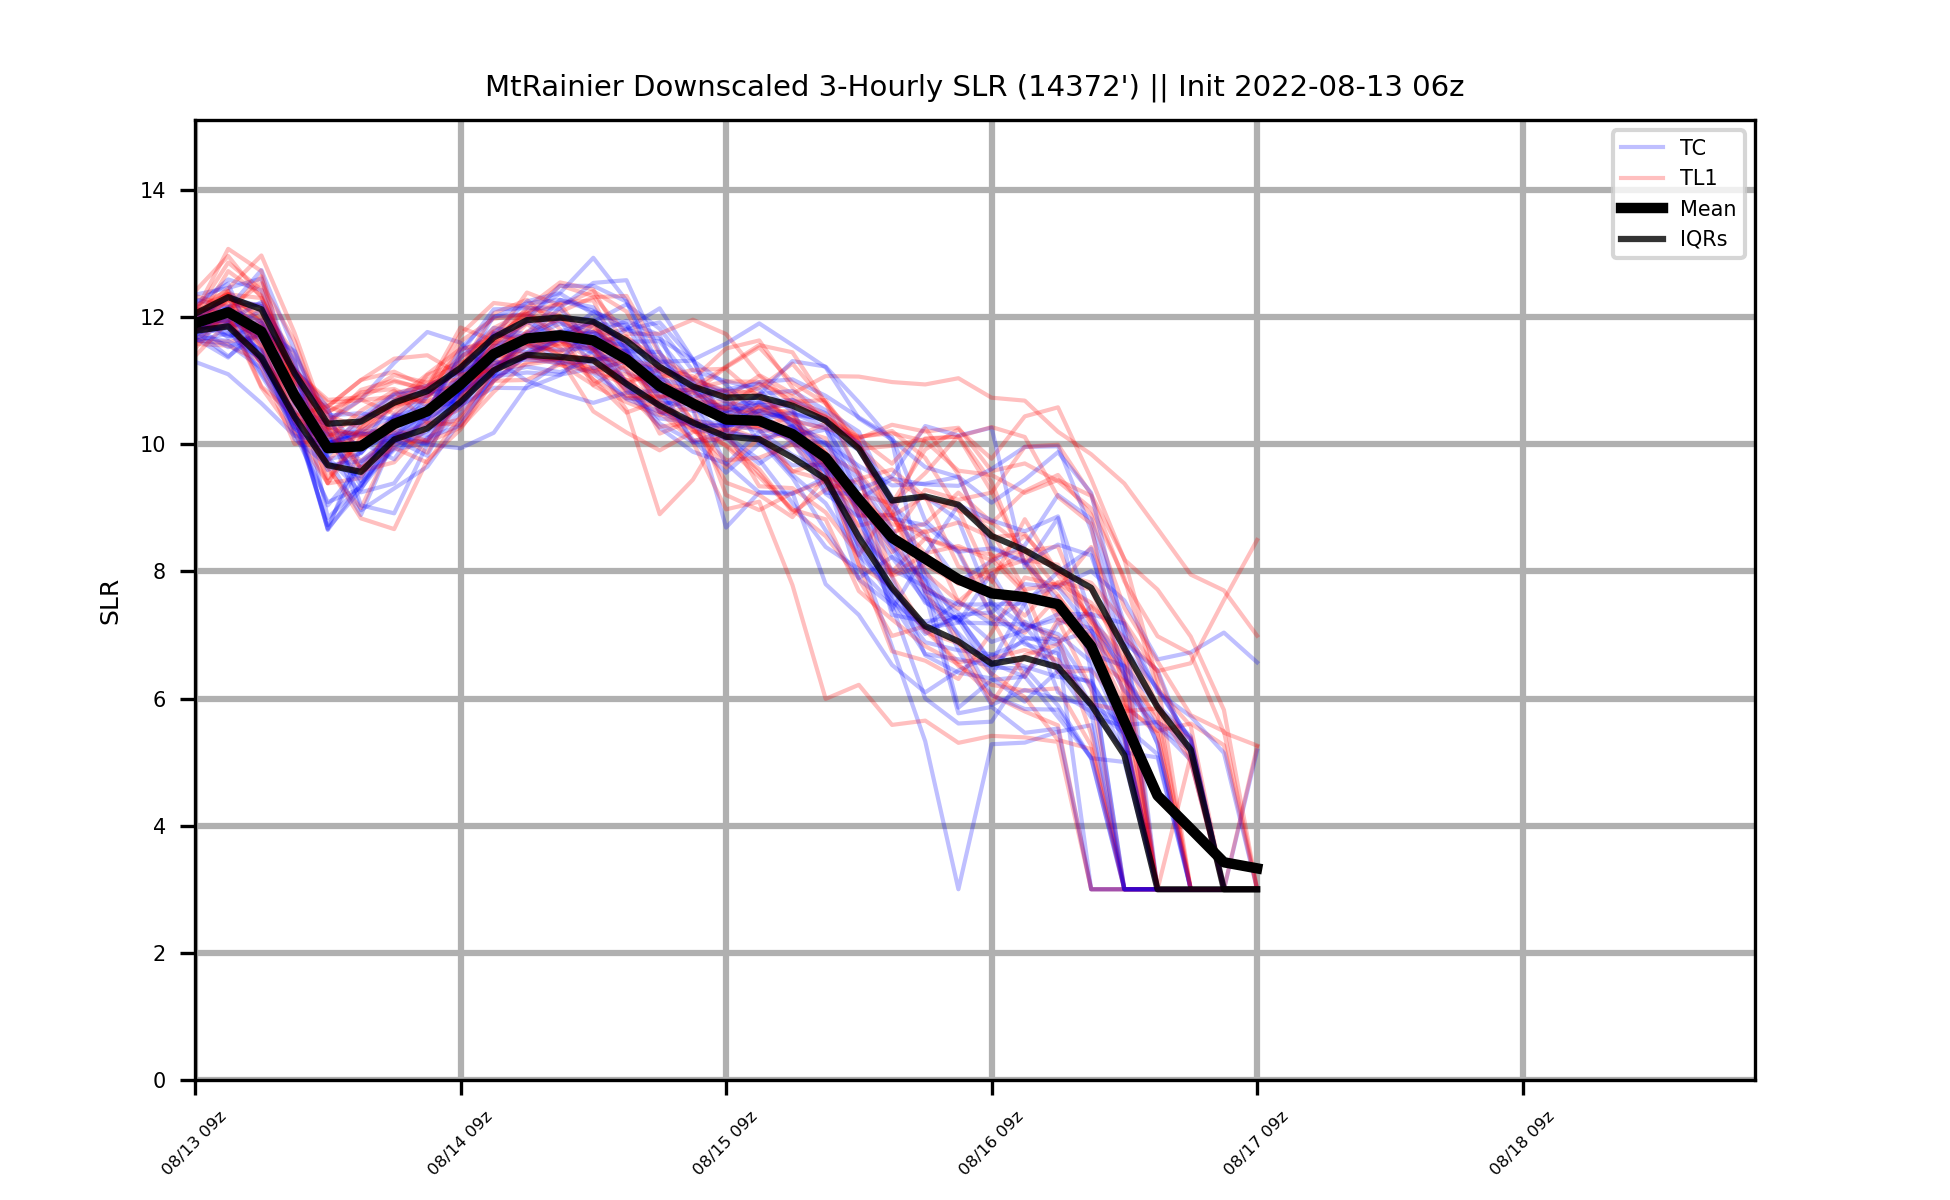 MtRainier Downscaled 3-Hourly SLR (14372') || Init 2022-08-13 06z
TC
TL1
Mean
IQRs
SLR
14
12
10
8
6
4
2
0
08/13 09z
08/14 09z
08/15 09z
08/16 09z
08/17 09z
08/18 09z